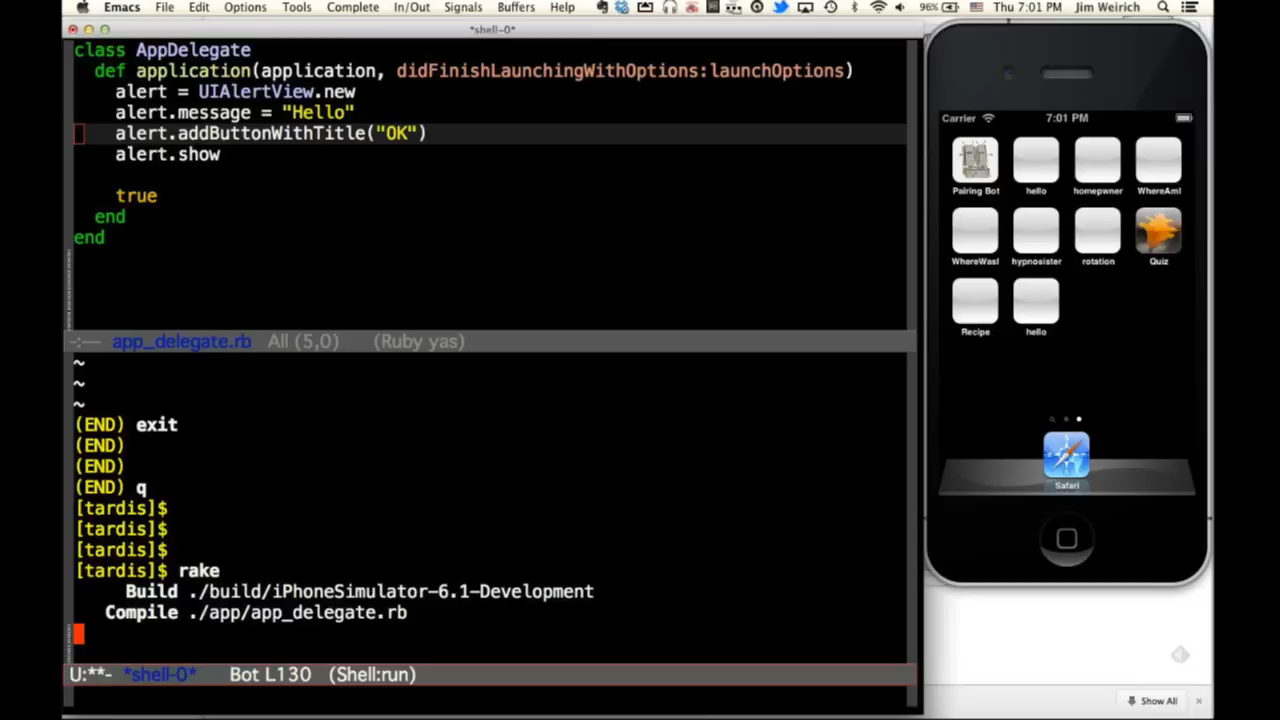 Emacs File Edit Options Tools Complete In/Out Signals Buffers Help 96% Thu 7:01 PM Jim Weirich
*shell-0*
class AppDelegate
def application(application, didFinishLaunchingWithOptions:launchOptions)
alert = UIAlertView.new
alert.message = "Hello"
alert.addButtonWithTitle("OK")
alert.show
true
end
end
-:--- app_delegate.rb All (5,0) (Ruby yas)
~
~
~
(END) exit
(END)
(END)
(END) q
[tardis]$
[tardis]$
[tardis]$
[tardis]$ rake
Build ./build/iPhoneSimulator-6.1-Development
Compile ./app/app_delegate.rb
U:**- *shell-0* Bot L130 (Shell:run)
Carrier 7:01 PM
Pairing Bot hello homepwner WhereAmI
WhereWasI hypnosister rotation Quiz
Recipe hello
Safari
Show All